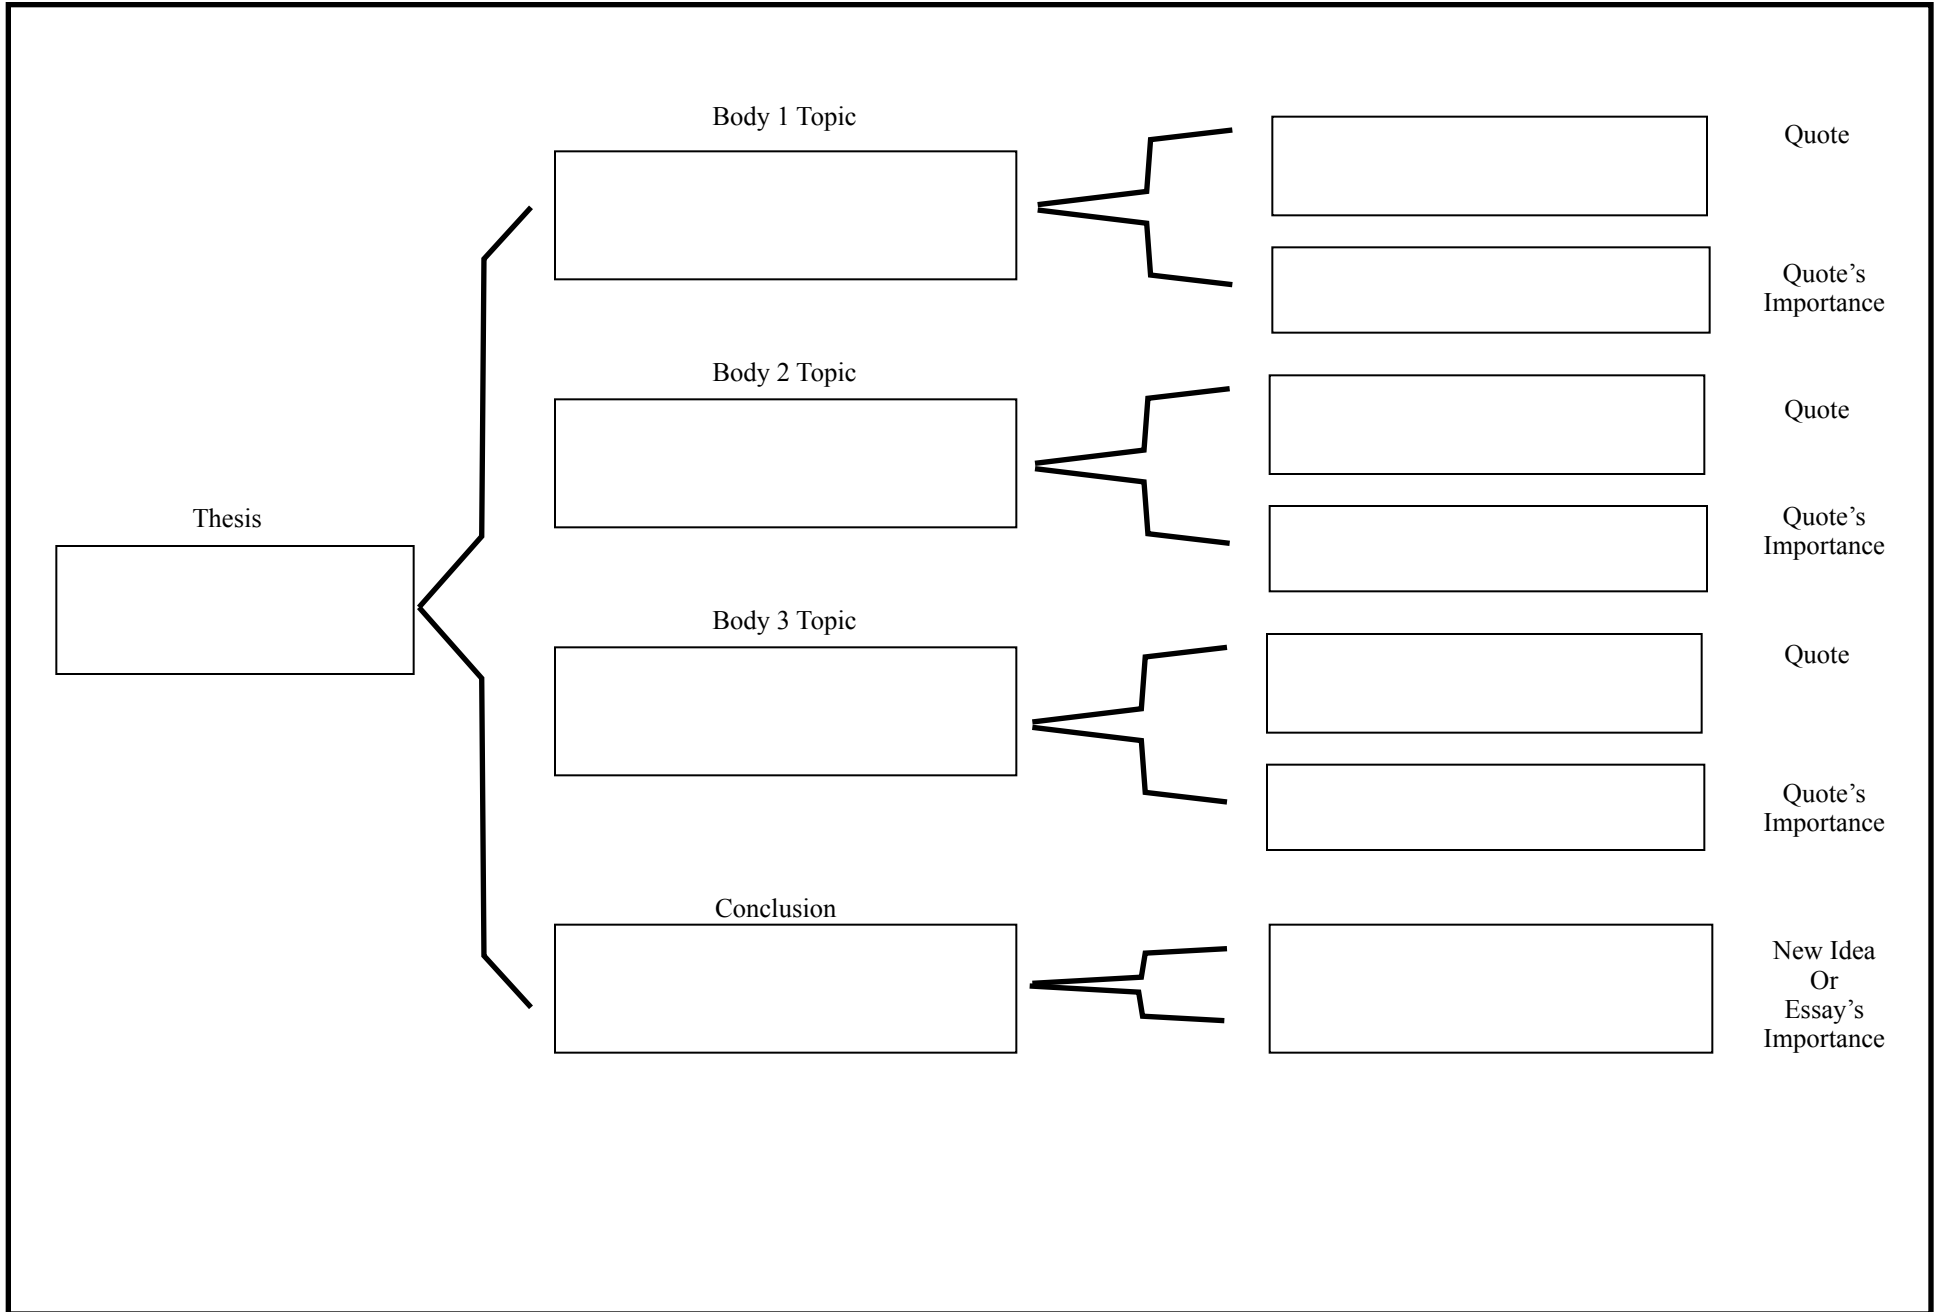 Thesis
Body 1 Topic
Quote
Quote’s
Importance
Body 2 Topic
Quote
Quote’s
Importance
Body 3 Topic
Quote
Quote’s
Importance
Conclusion
New Idea
Or
Essay’s
Importance